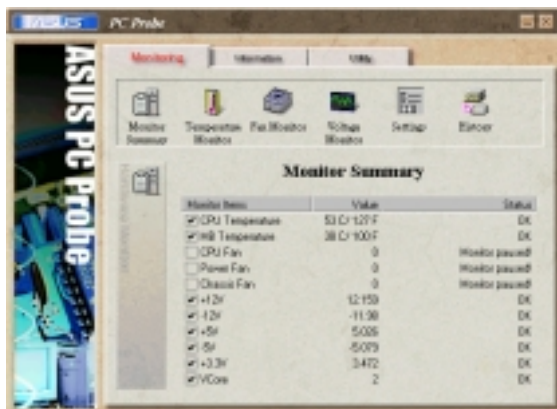 ASUS PC Probe
ASUS PC Probe
Monitoring Information Utility
Monitor Summary
Temperature Monitor
Fan Monitor
Voltage Monitor
Settings
History
Monitor Summary
Monitor Items Value Status
CPU Temperature 53 C/ 127 F OK
MB Temperature 38 C/ 100 F OK
CPU Fan 0 Monitor paused!
Power Fan 0 Monitor paused!
Chassis Fan 0 Monitor paused!
+12V 12.159 OK
-12V -11.98 OK
+5V 5.026 OK
-5V -5.079 OK
+3.3V 3.472 OK
VCore 2 OK